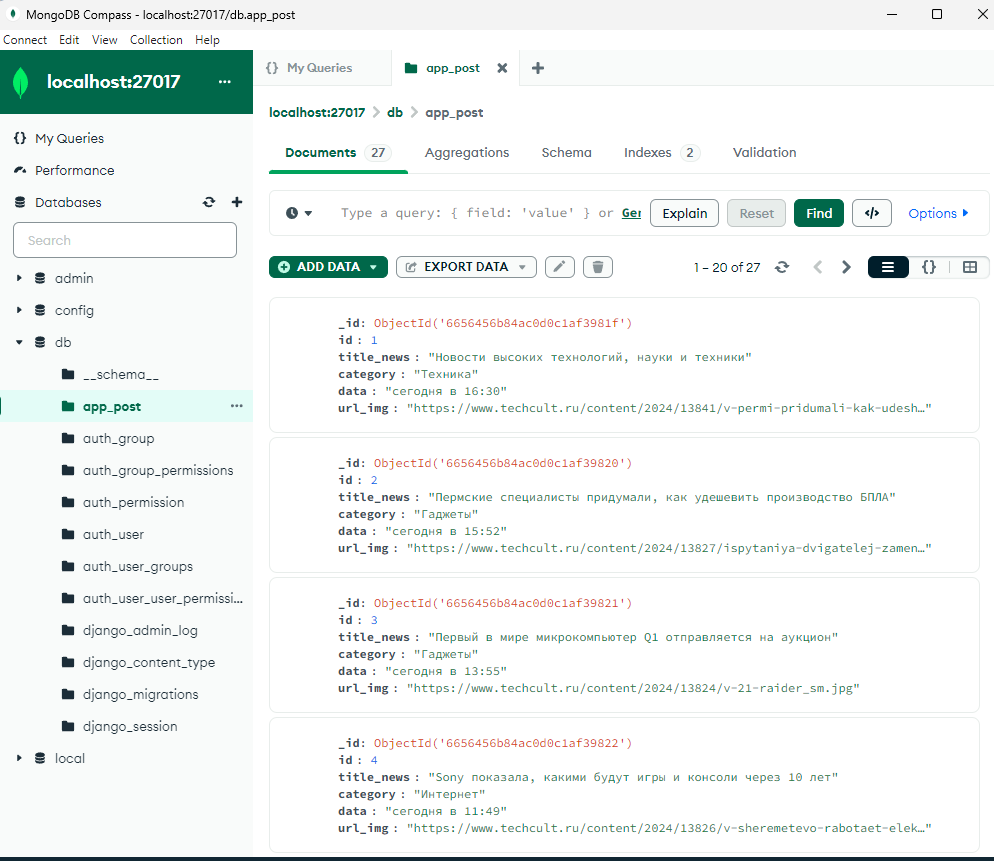 MongoDB Compass - localhost:27017/db.app_post
Connect Edit View Collection Help
localhost:27017 ...
{} My Queries
Performance
Databases
Search
admin
config
db
__schema__
app_post ...
auth_group
auth_group_permissions
auth_permission
auth_user
auth_user_groups
auth_user_user_permissi...
django_admin_log
django_content_type
django_migrations
django_session
local
{} My Queries app_post
localhost:27017 > db > app_post
Documents 27 Aggregations Schema Indexes 2 Validation
Type a query: { field: 'value' } or Ger Explain Reset Find </> Options
ADD DATA EXPORT DATA 1 – 20 of 27 {}
_id: ObjectId('6656456b84ac0d0c1af3981f')
id : 1
title_news : "Новости высоких технологий, науки и техники"
category : "Техника"
data : "сегодня в 16:30"
url_img : "https://www.techcult.ru/content/2024/13841/v-permi-pridumali-kak-udesh…"
_id: ObjectId('6656456b84ac0d0c1af39820')
id : 2
title_news : "Пермские специалисты придумали, как удешевить производство БПЛА"
category : "Гаджеты"
data : "сегодня в 15:52"
url_img : "https://www.techcult.ru/content/2024/13827/ispytaniya-dvigatelej-zamen…"
_id: ObjectId('6656456b84ac0d0c1af39821')
id : 3
title_news : "Первый в мире микрокомпьютер Q1 отправляется на аукцион"
category : "Гаджеты"
data : "сегодня в 13:55"
url_img : "https://www.techcult.ru/content/2024/13824/v-21-raider_sm.jpg"
_id: ObjectId('6656456b84ac0d0c1af39822')
id : 4
title_news : "Sony показала, какими будут игры и консоли через 10 лет"
category : "Интернет"
data : "сегодня в 11:49"
url_img : "https://www.techcult.ru/content/2024/13826/v-sheremetevo-rabotaet-elek…"